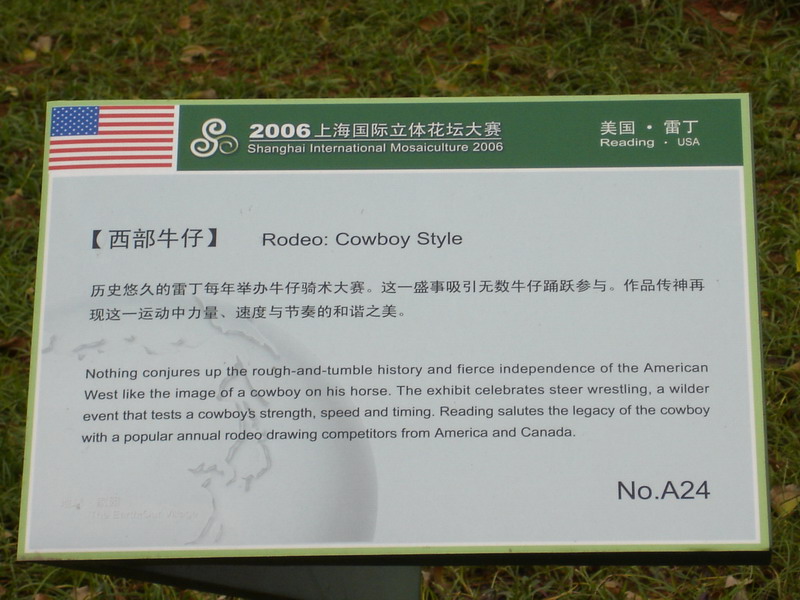 2006上海国际立体花坛大赛
Shanghai International Mosaiculture 2006
美国·雷丁
Reading · USA
【西部牛仔】 Rodeo: Cowboy Style
历史悠久的雷丁每年举办牛仔骑术大赛。这一盛事吸引无数牛仔踊跃参与。作品传神再
现这一运动中力量、速度与节奏的和谐之美。
Nothing conjures up the rough-and-tumble history and fierce independence of the American
West like the image of a cowboy on his horse. The exhibit celebrates steer wrestling, a wilder
event that tests a cowboy's strength, speed and timing. Reading salutes the legacy of the cowboy
with a popular annual rodeo drawing competitors from America and Canada.
No.A24